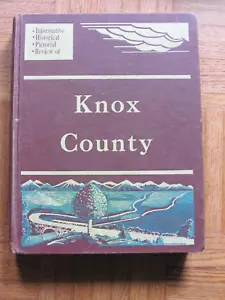 • Informative
• Historical
• Pictorial
• Review of
Knox
County